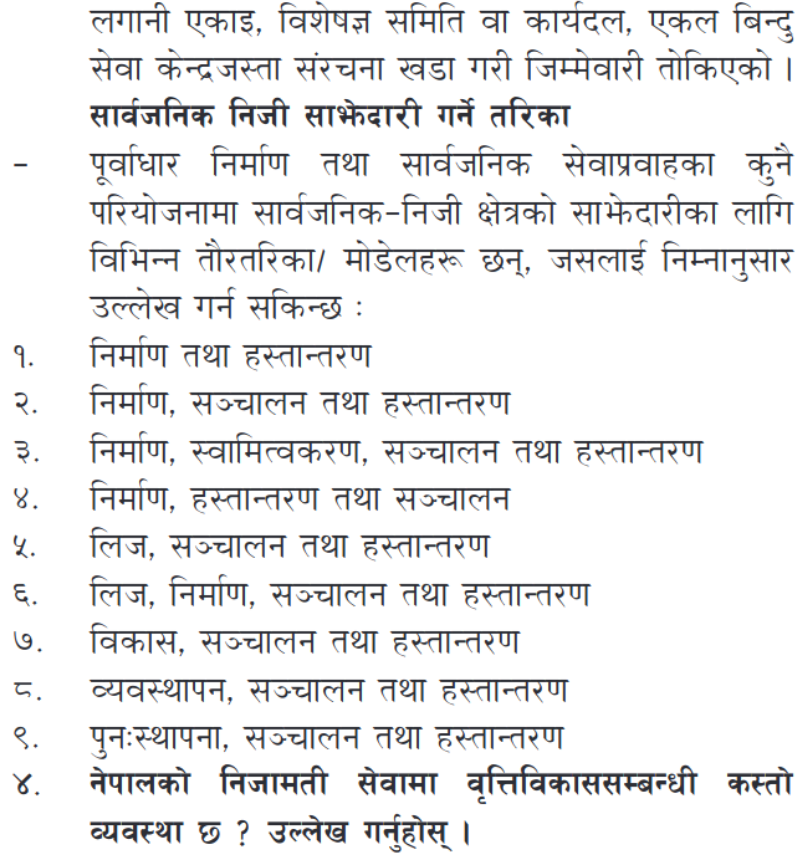 लगानी एकाइ, विशेषज्ञ समिति वा कार्यदल, एकल बिन्दु
सेवा केन्द्रजस्ता संरचना खडा गरी जिम्मेवारी तोकिएको ।
सार्वजनिक निजी साझेदारी गर्ने तरिका
– पूर्वाधार निर्माण तथा सार्वजनिक सेवाप्रवाहका कुनै
परियोजनामा सार्वजनिक–निजी क्षेत्रको साझेदारीका लागि
विभिन्न तौरतरिका/ मोडेलहरू छन्, जसलाई निम्नानुसार
उल्लेख गर्न सकिन्छ :
१. निर्माण तथा हस्तान्तरण
२. निर्माण, सञ्चालन तथा हस्तान्तरण
३. निर्माण, स्वामित्वकरण, सञ्चालन तथा हस्तान्तरण
४. निर्माण, हस्तान्तरण तथा सञ्चालन
५. लिज, सञ्चालन तथा हस्तान्तरण
६. लिज, निर्माण, सञ्चालन तथा हस्तान्तरण
७. विकास, सञ्चालन तथा हस्तान्तरण
८. व्यवस्थापन, सञ्चालन तथा हस्तान्तरण
९. पुनःस्थापना, सञ्चालन तथा हस्तान्तरण
४. नेपालको निजामती सेवामा वृत्तिविकाससम्बन्धी कस्तो
व्यवस्था छ ? उल्लेख गर्नुहोस् ।